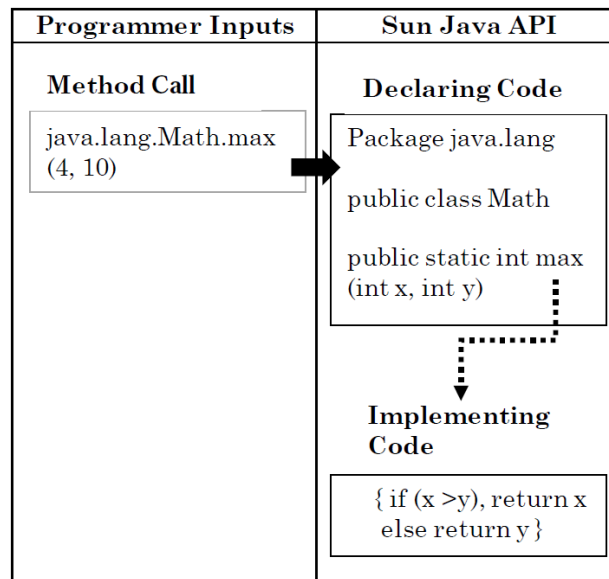 Programmer Inputs
Sun Java API
Method Call
java.lang.Math.max
(4, 10)
Declaring Code
Package java.lang
public class Math
public static int max
(int x, int y)
Implementing
Code
{ if (x >y), return x
else return y }